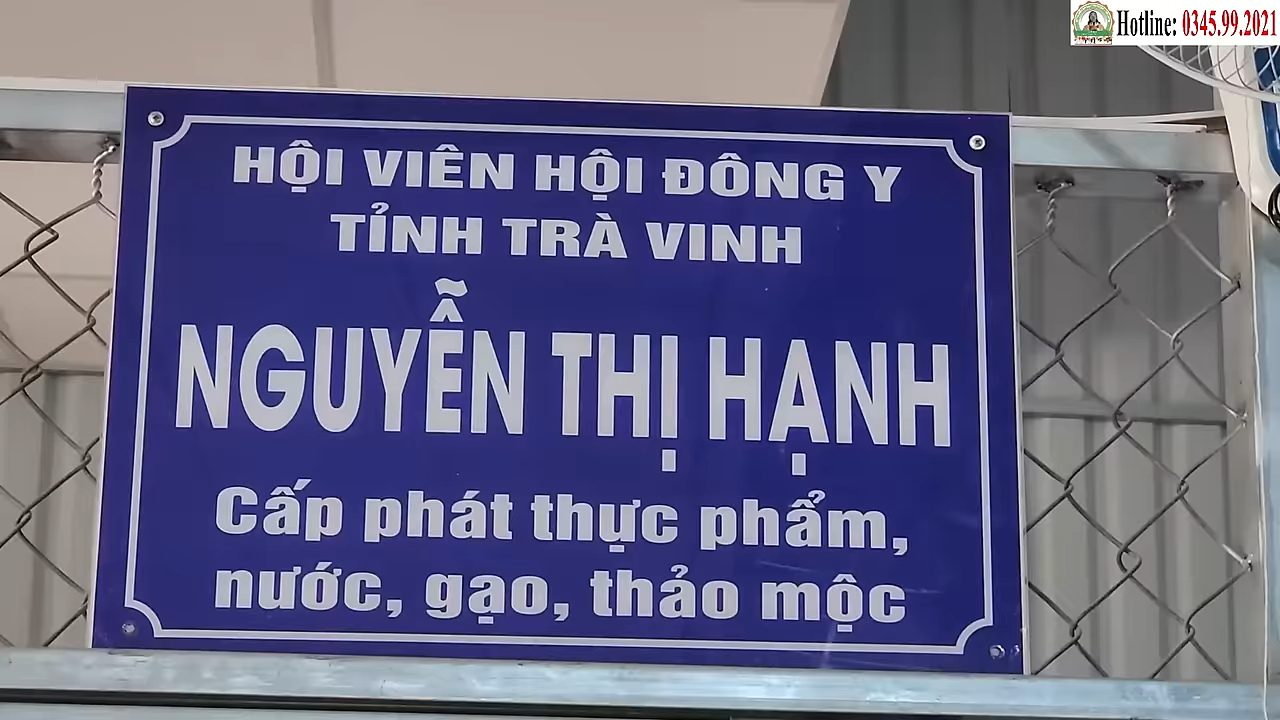 Hotline: 0345.99.2021
HỘI VIÊN HỘI ĐÔNG Y
TỈNH TRÀ VINH
NGUYỄN THỊ HẠNH
Cấp phát thực phẩm,
nước, gạo, thảo mộc